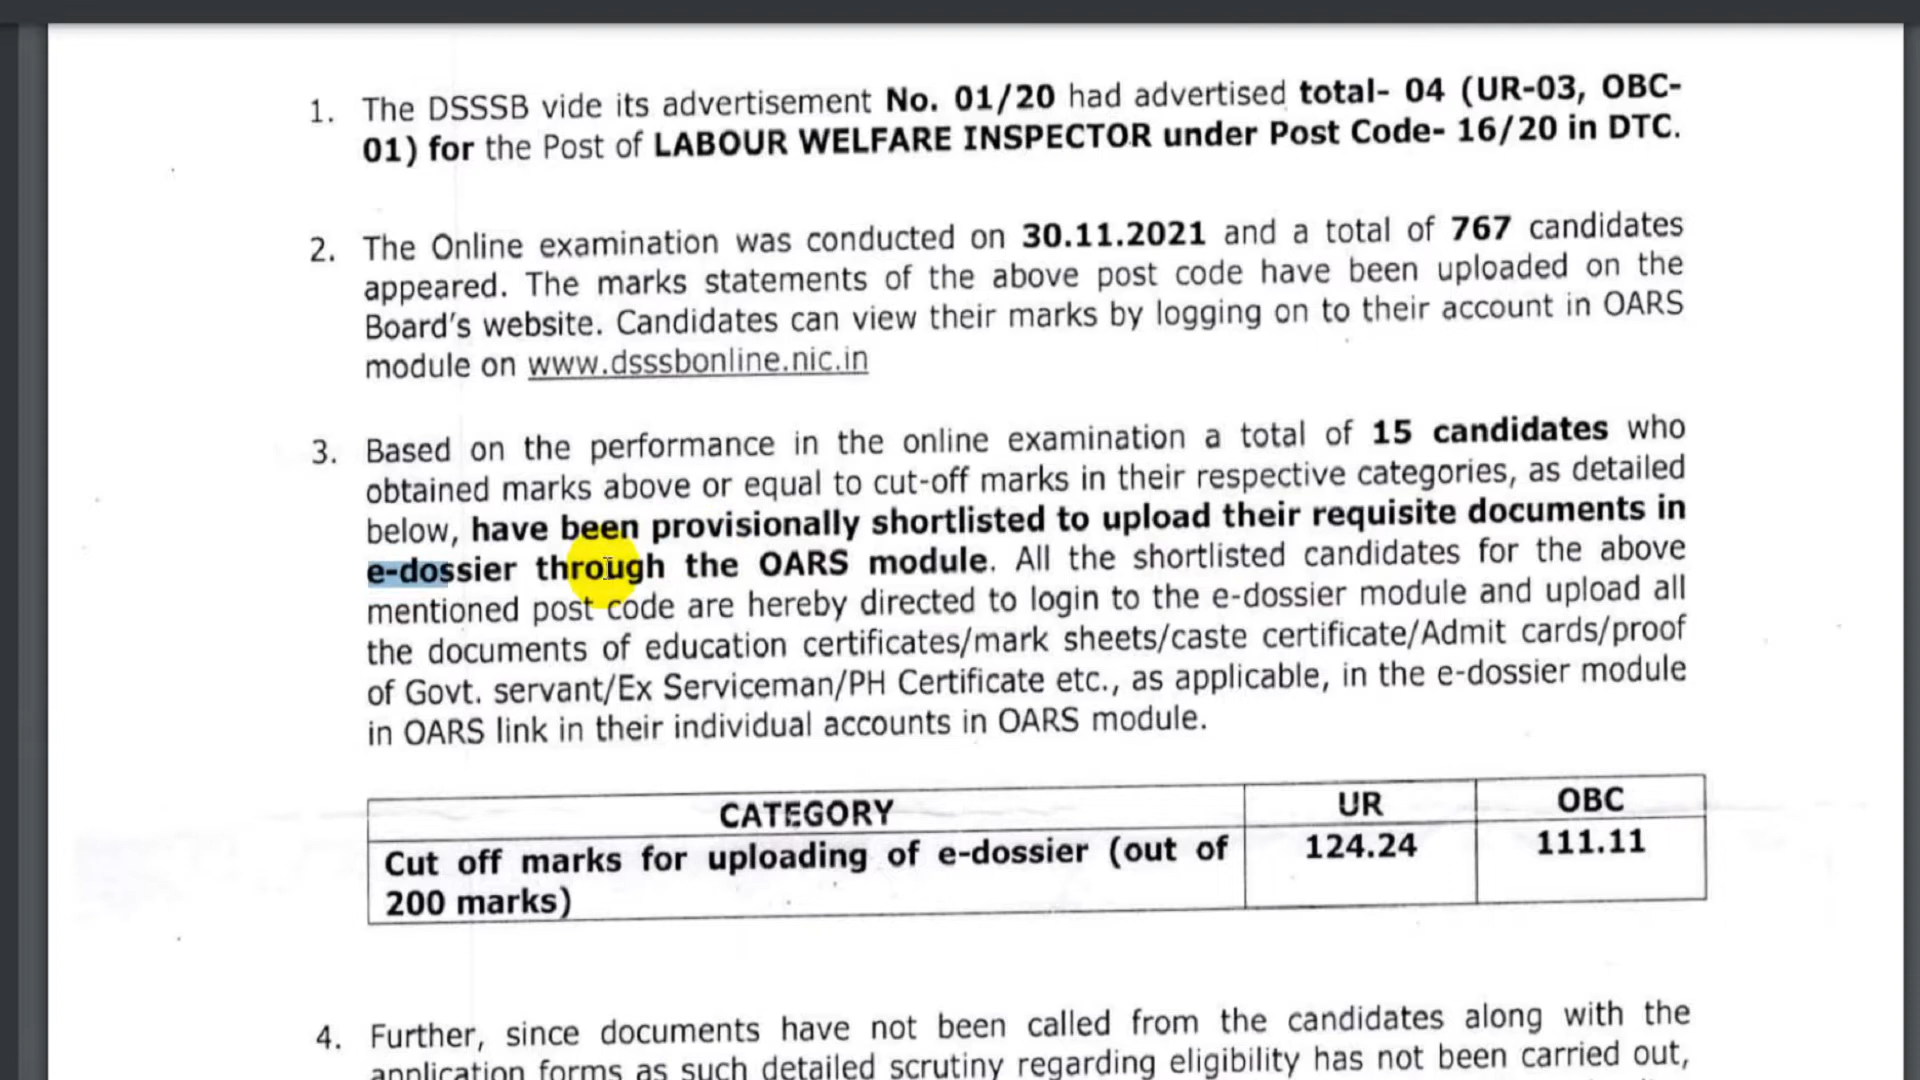 1. The DSSSB vide its advertisement No. 01/20 had advertised total- 04 (UR-03, OBC-
01) for the Post of LABOUR WELFARE INSPECTOR under Post Code- 16/20 in DTC.
2. The Online examination was conducted on 30.11.2021 and a total of 767 candidates
appeared. The marks statements of the above post code have been uploaded on the
Board's website. Candidates can view their marks by logging on to their account in OARS
module on www.dsssbonline.nic.in
3. Based on the performance in the online examination a total of 15 candidates who
obtained marks above or equal to cut-off marks in their respective categories, as detailed
below, have been provisionally shortlisted to upload their requisite documents in
e-dossier through the OARS module. All the shortlisted candidates for the above
mentioned post code are hereby directed to login to the e-dossier module and upload all
the documents of education certificates/mark sheets/caste certificate/Admit cards/proof
of Govt. servant/Ex Serviceman/PH Certificate etc., as applicable, in the e-dossier module
in OARS link in their individual accounts in OARS module.
CATEGORY UR OBC
Cut off marks for uploading of e-dossier (out of 124.24 111.11
200 marks)
4. Further, since documents have not been called from the candidates along with the
application forms as such detailed scrutiny regarding eligibility has not been carried out,